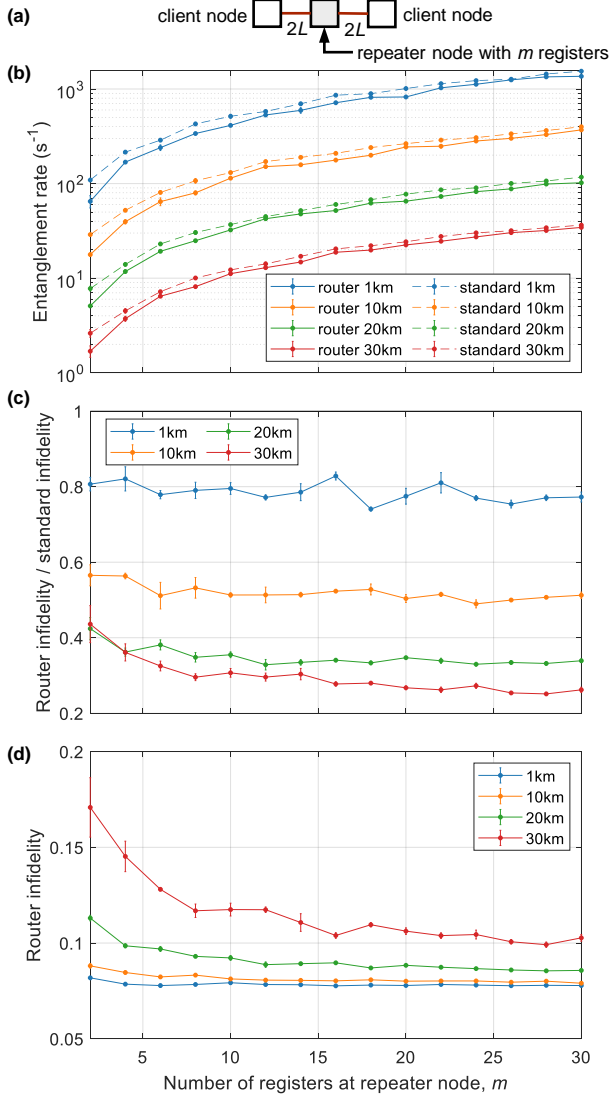 (a)
client node
client node
2L
2L
repeater node with m registers
(b)
10³
10²
10¹
10⁰
Entanglement rate (s⁻¹)
router 1km
standard 1km
router 10km
standard 10km
router 20km
standard 20km
router 30km
standard 30km
(c)
1
0.8
0.6
0.4
0.2
Router infidelity / standard infidelity
1km
20km
10km
30km
(d)
0.2
0.15
0.1
0.05
Router infidelity
1km
10km
20km
30km
5
10
15
20
25
30
Number of registers at repeater node, m